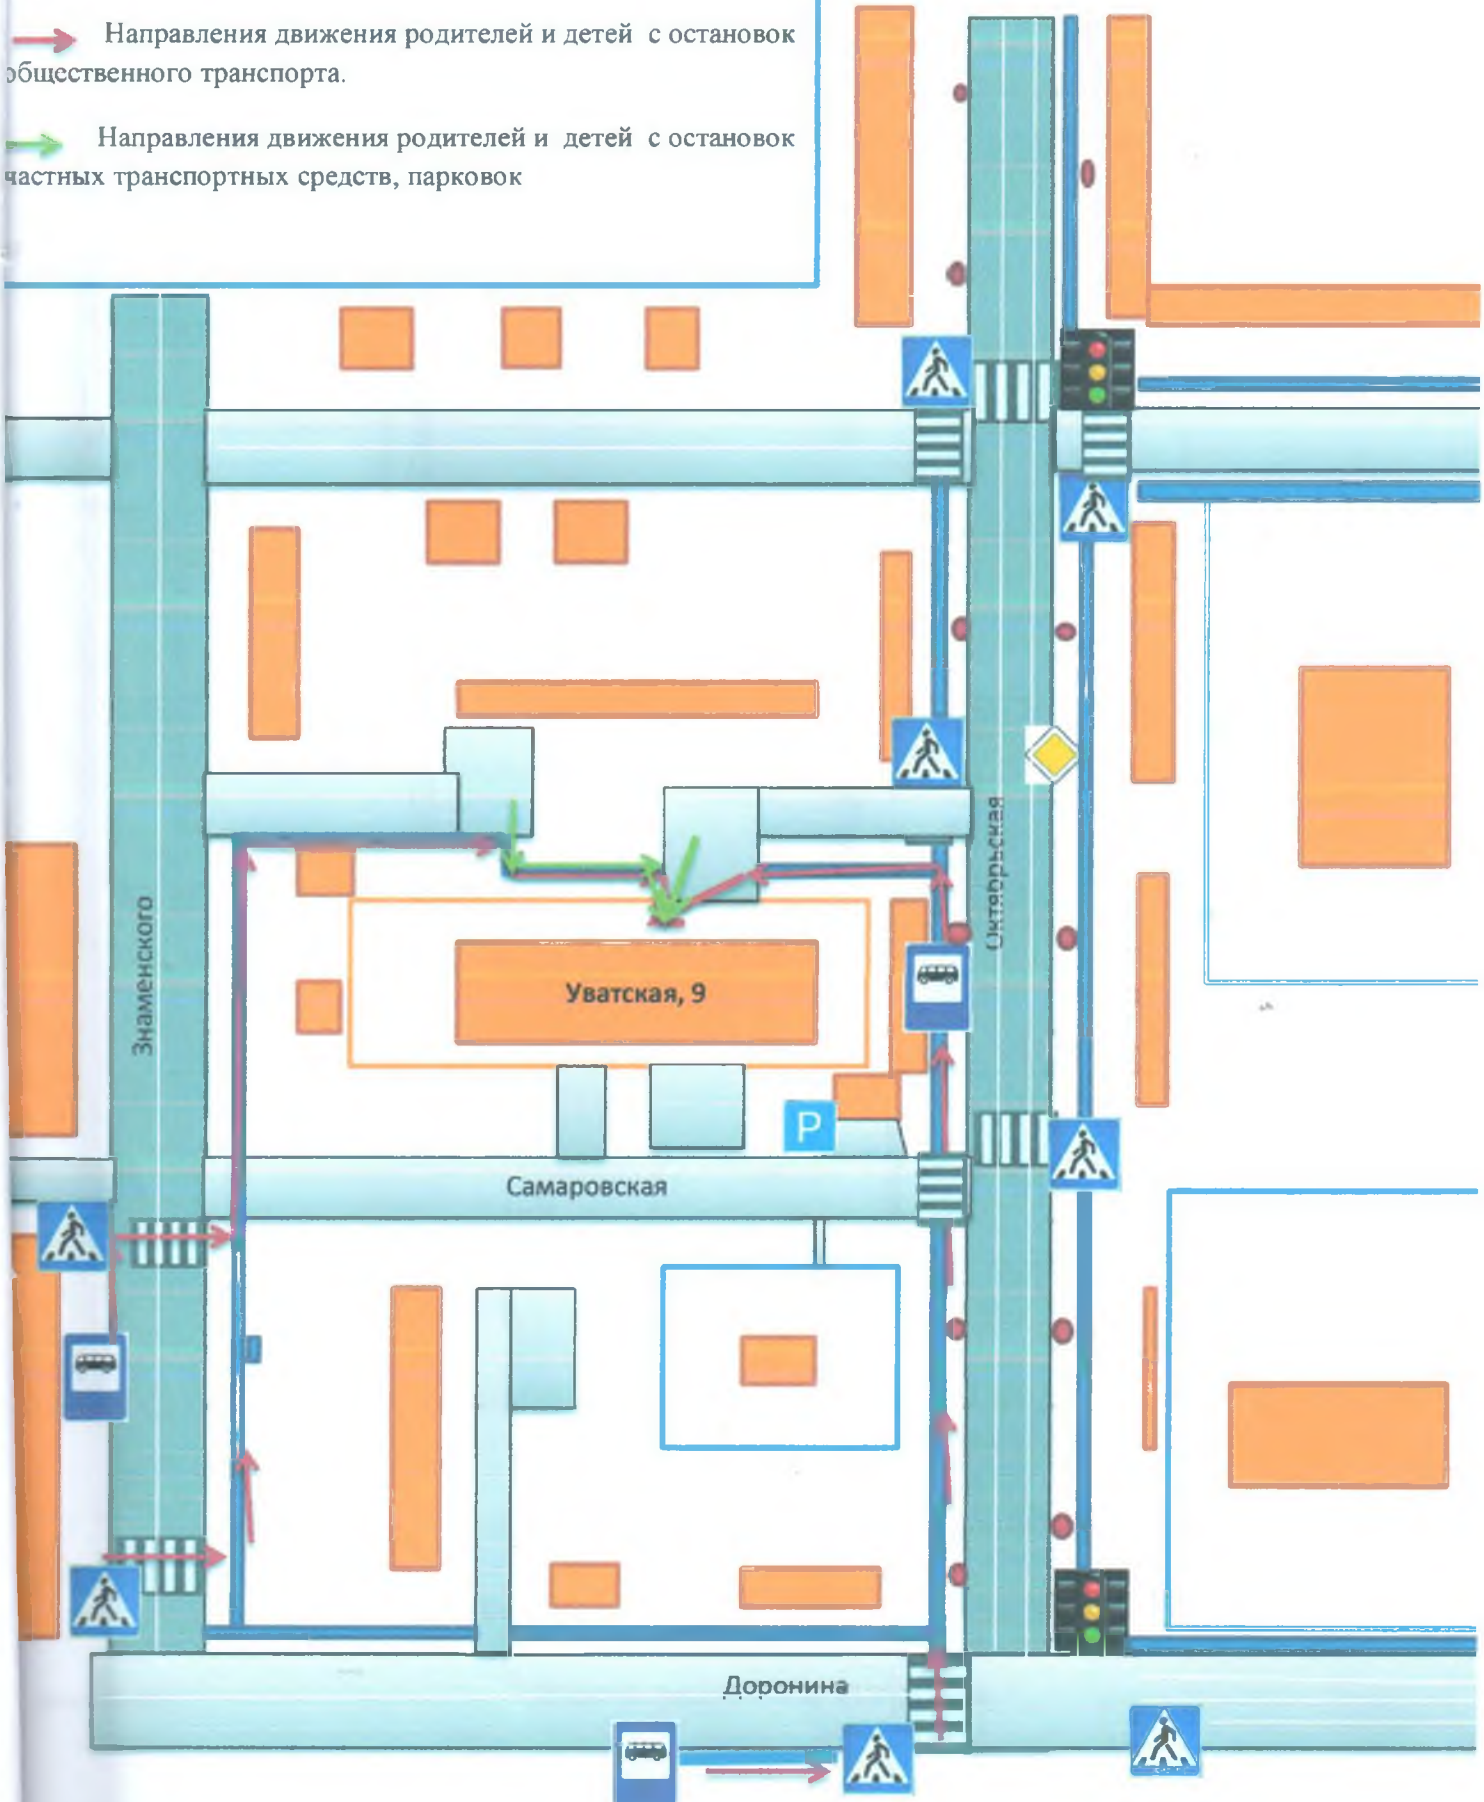 Направления движения родителей и детей с остановок
общественного транспорта.
Направления движения родителей и детей с остановок
частных транспортных средств, парковок
Октябрьская
Знаменского
Уватская, 9
P
Самаровская
Доронина